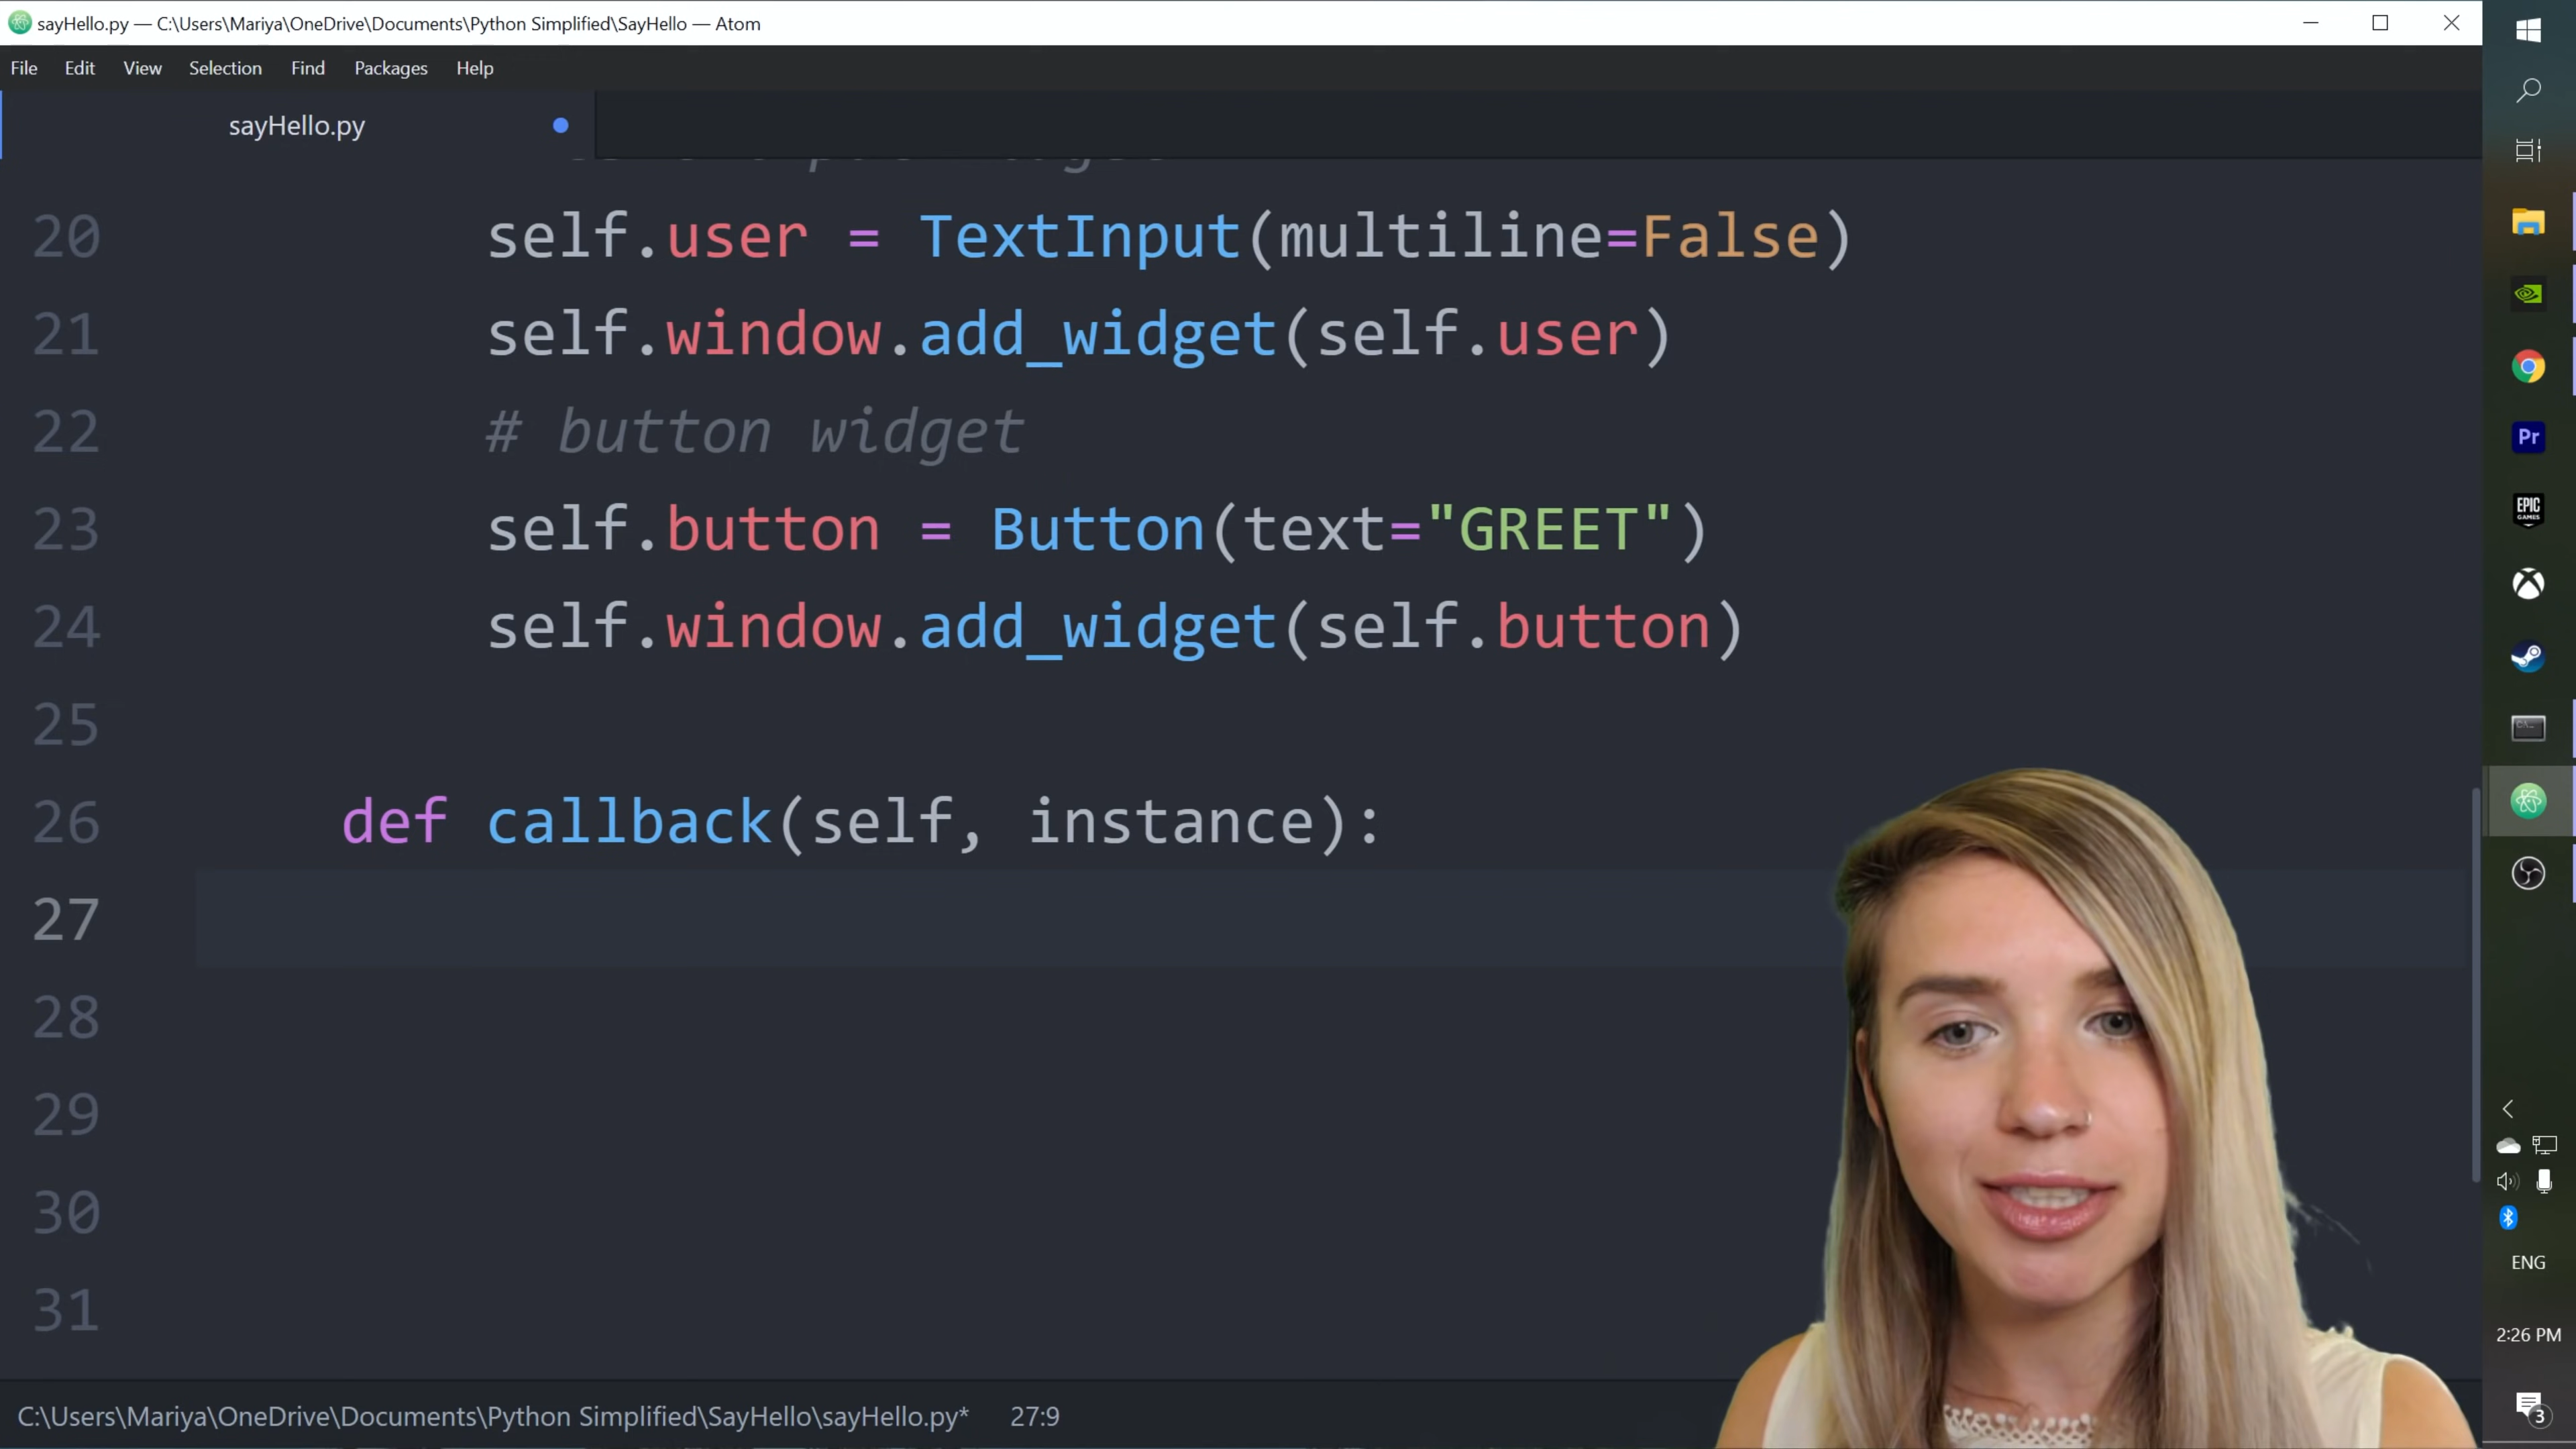 sayHello.py — C:\Users\Mariya\OneDrive\Documents\Python Simplified\SayHello — Atom
File Edit View Selection Find Packages Help
sayHello.py
20 self.user = TextInput(multiline=False)
21 self.window.add_widget(self.user)
22 # button widget
23 self.button = Button(text="GREET")
24 self.window.add_widget(self.button)
25
26 def callback(self, instance):
27
28
29
30
31
C:\Users\Mariya\OneDrive\Documents\Python Simplified\SayHello\sayHello.py* 27:9
Pr
EPIC
GAMES
ENG
2:26 PM
3